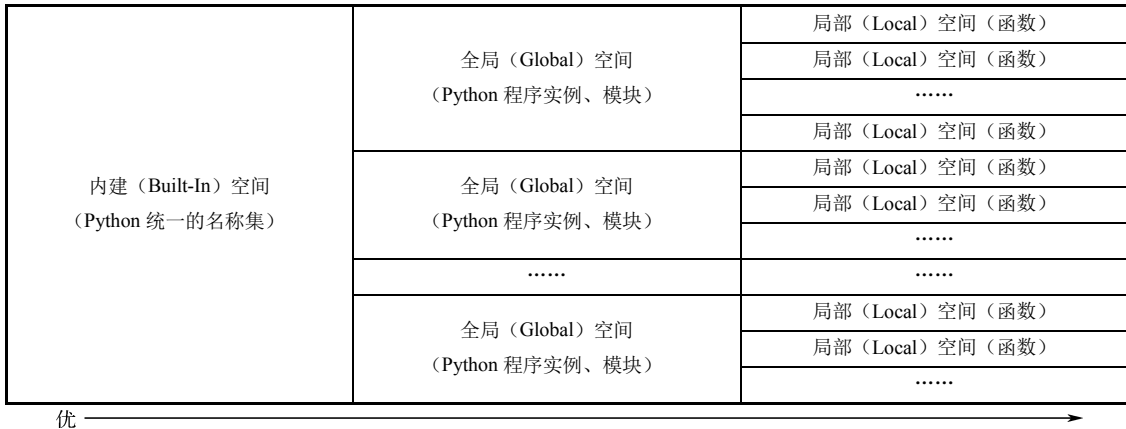 内建（Built-In）空间
（Python 统一的名称集）
全局（Global）空间
（Python 程序实例、模块）
局部（Local）空间（函数）
局部（Local）空间（函数）
……
局部（Local）空间（函数）
全局（Global）空间
（Python 程序实例、模块）
局部（Local）空间（函数）
局部（Local）空间（函数）
……
……
……
全局（Global）空间
（Python 程序实例、模块）
局部（Local）空间（函数）
局部（Local）空间（函数）
……
优